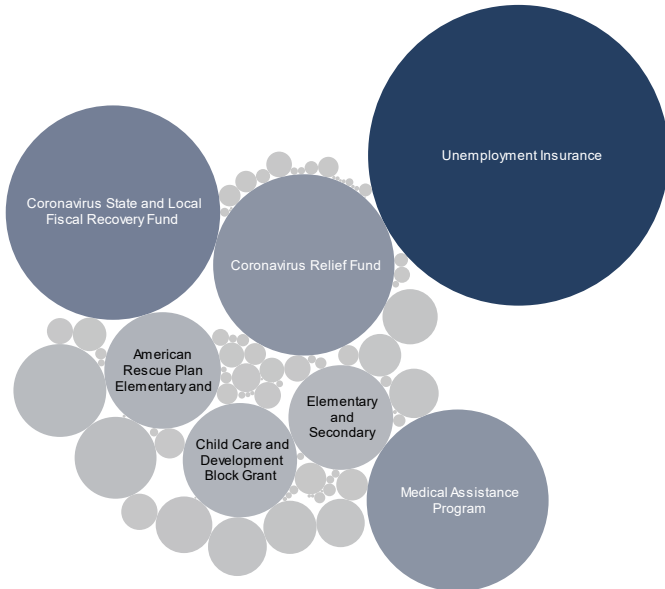 Unemployment Insurance
Coronavirus State and Local
Fiscal Recovery Fund
Coronavirus Relief Fund
American
Rescue Plan
Elementary and
Elementary
and
Secondary
Child Care and
Development
Block Grant
Medical Assistance
Program